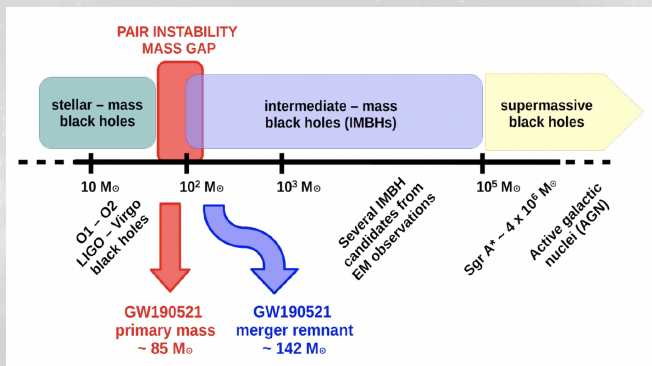 PAIR INSTABILITY
MASS GAP
stellar – mass
black holes
intermediate – mass
black holes (IMBHs)
supermassive
black holes
10 M☉
10² M☉
10³ M☉
10⁵ M☉
O1 – O2
LIGO – Virgo
black holes
Several IMBH
candidates from
EM observations
Sgr A* ~ 4 x 10⁶ M☉
Active galactic
nuclei (AGN)
GW190521
primary mass
~ 85 M☉
GW190521
merger remnant
~ 142 M☉